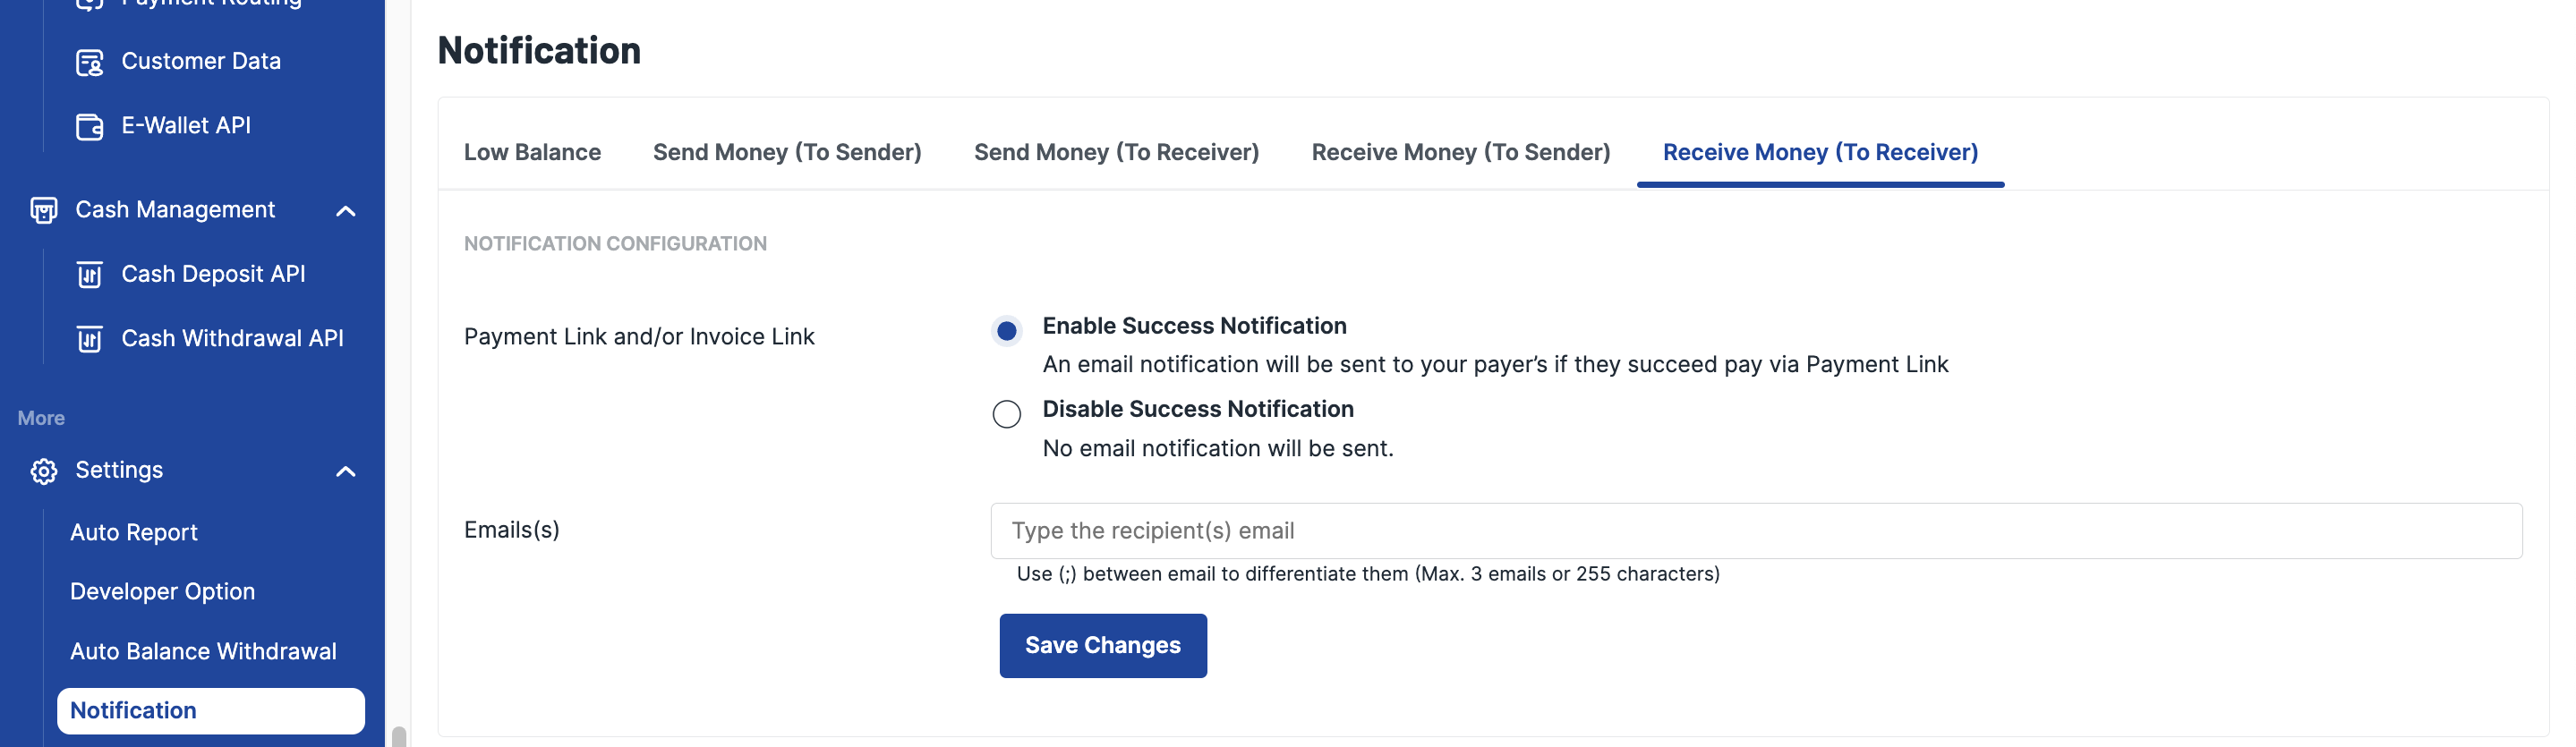 Payment Routing
Customer Data
E-Wallet API
Cash Management
Cash Deposit API
Cash Withdrawal API
More
Settings
Auto Report
Developer Option
Auto Balance Withdrawal
Notification
Notification
Low Balance
Send Money (To Sender)
Send Money (To Receiver)
Receive Money (To Sender)
Receive Money (To Receiver)
NOTIFICATION CONFIGURATION
Payment Link and/or Invoice Link
Enable Success Notification
An email notification will be sent to your payer’s if they succeed pay via Payment Link
Disable Success Notification
No email notification will be sent.
Emails(s)
Type the recipient(s) email
Use (;) between email to differentiate them (Max. 3 emails or 255 characters)
Save Changes